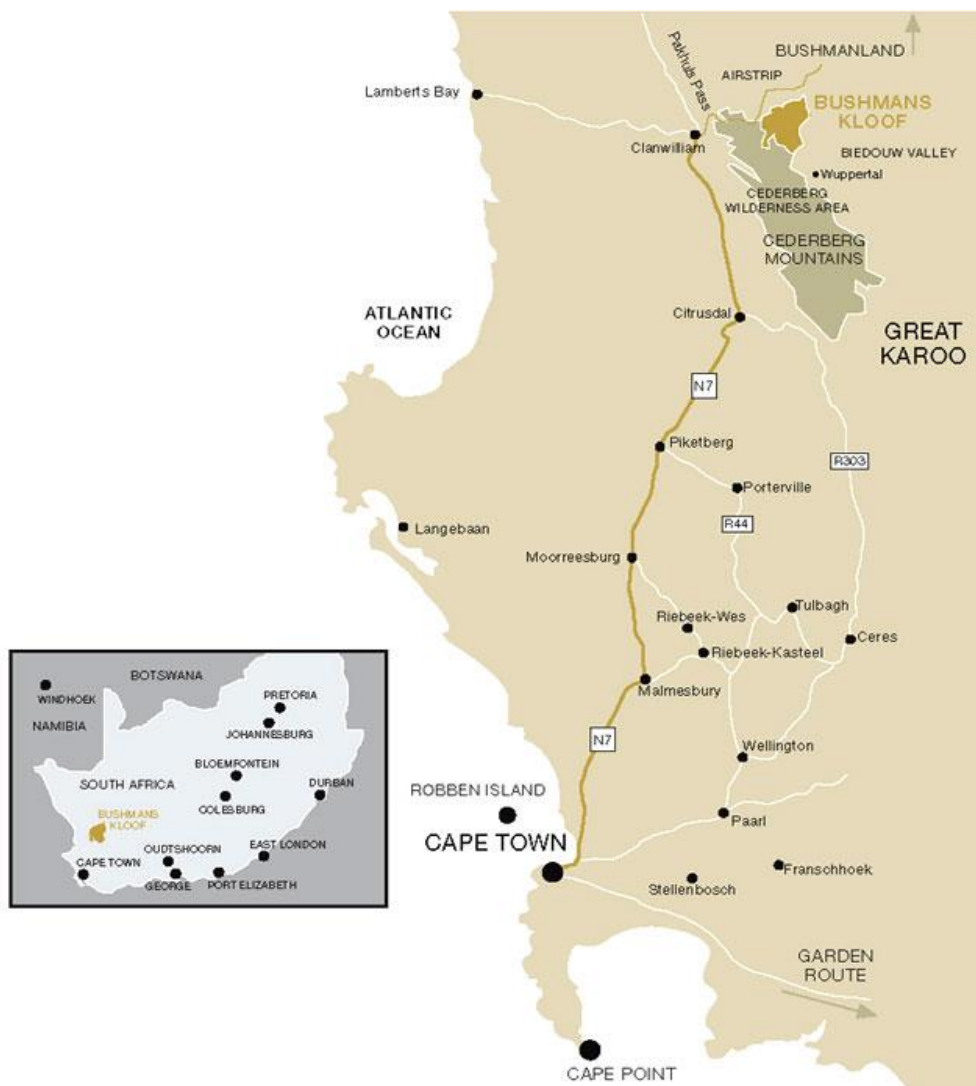 BUSHMANLAND
Pakhuls Pass
AIRSTRIP
Lamberts Bay
BUSHMANS
KLOOF
Clanwilliam
BIEDOUW VALLEY
Wuppertal
CEDERBERG
WILDERNESS AREA
CEDERBERG
MOUNTAINS
ATLANTIC
OCEAN
Citrusdal
GREAT
KAROO
N7
Piketberg
R303
Porterville
R44
Langebaan
Moorreesburg
Tulbagh
Riebeek-Wes
Ceres
Riebeek-Kasteel
Malmesbury
N7
Wellington
ROBBEN ISLAND
Paarl
CAPE TOWN
Franschhoek
Stellenbosch
GARDEN
ROUTE
CAPE POINT
BOTSWANA
WINDHOEK
PRETORIA
NAMIBIA
JOHANNESBURG
BLOEMFONTEIN
SOUTH AFRICA
DURBAN
COLESBURG
BUSHMANS
KLOOF
EAST LONDON
OUDTSHOORN
CAPE TOWN
GEORGE
PORT ELIZABETH